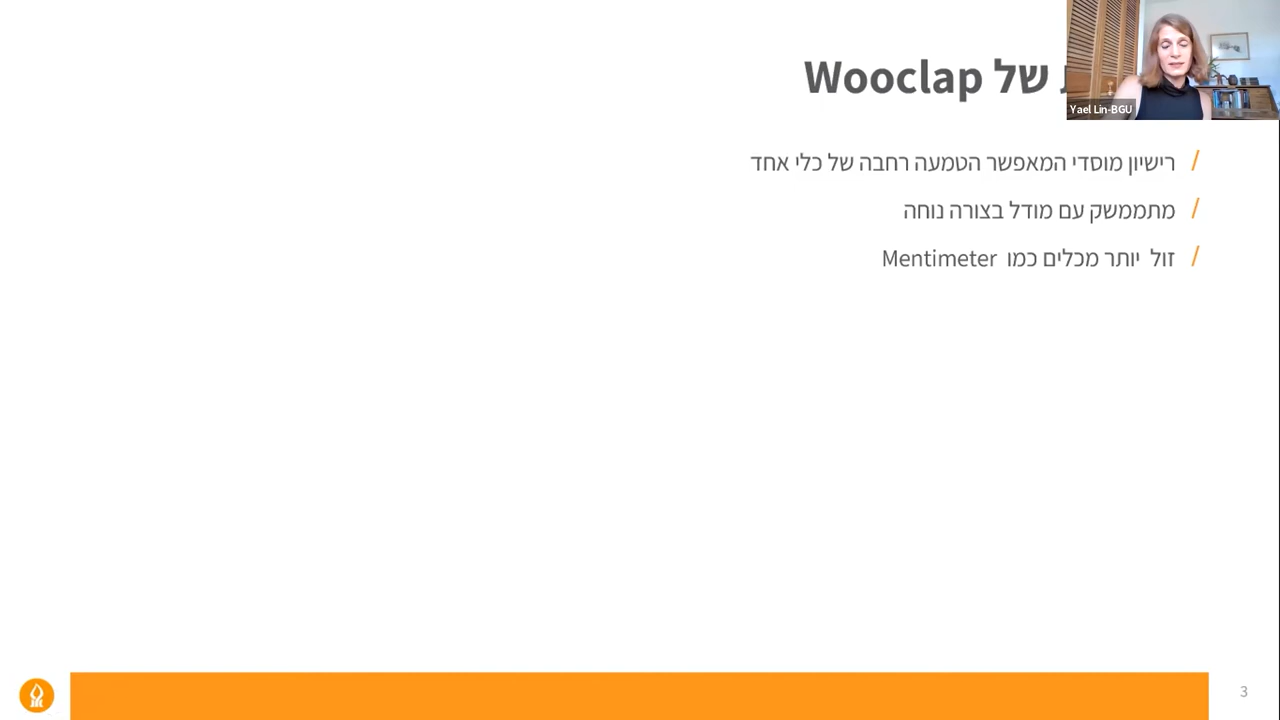 של Wooclap
Yael Lin-BGU
/ רישיון מוסדי המאפשר הטמעה רחבה של כלי אחד
/ מתממשק עם מודל בצורה נוחה
/ זול יותר מכלים כמו Mentimeter
3